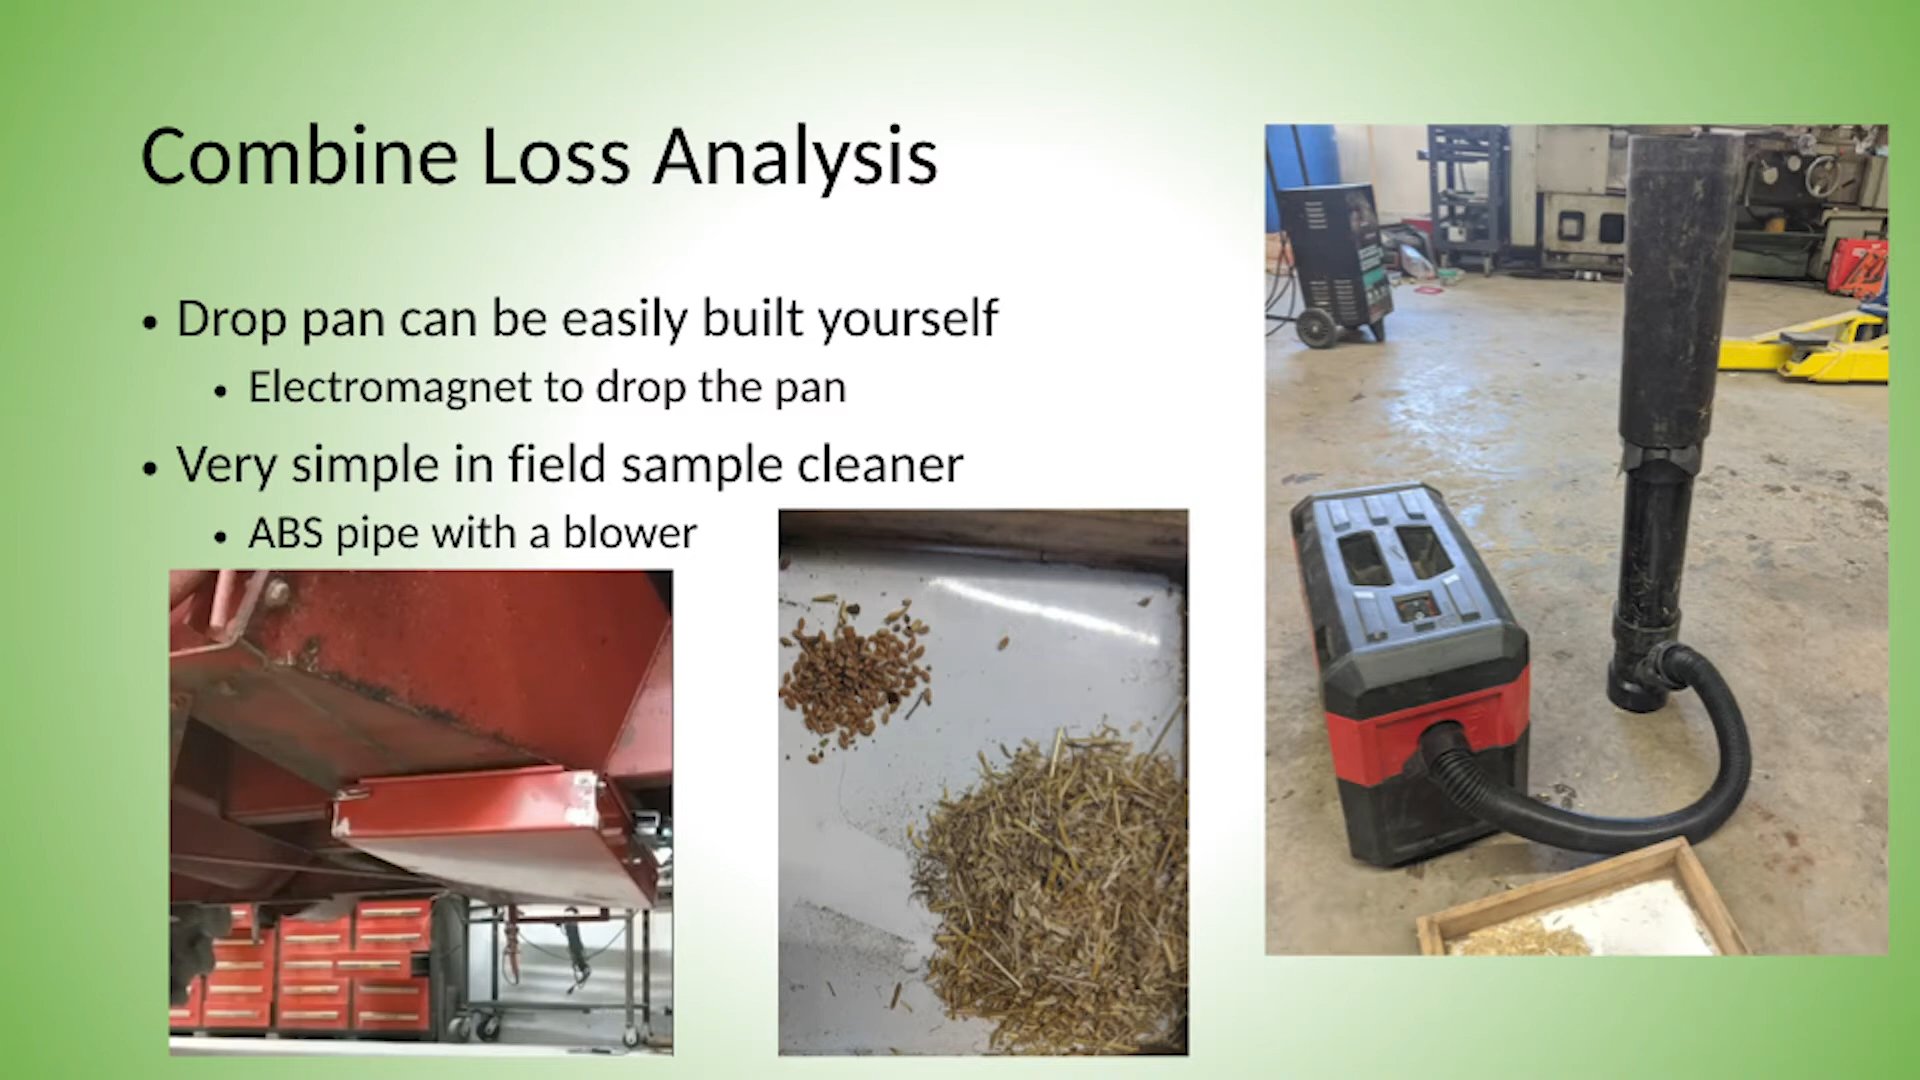 Combine Loss Analysis
• Drop pan can be easily built yourself
• Electromagnet to drop the pan
• Very simple in field sample cleaner
• ABS pipe with a blower